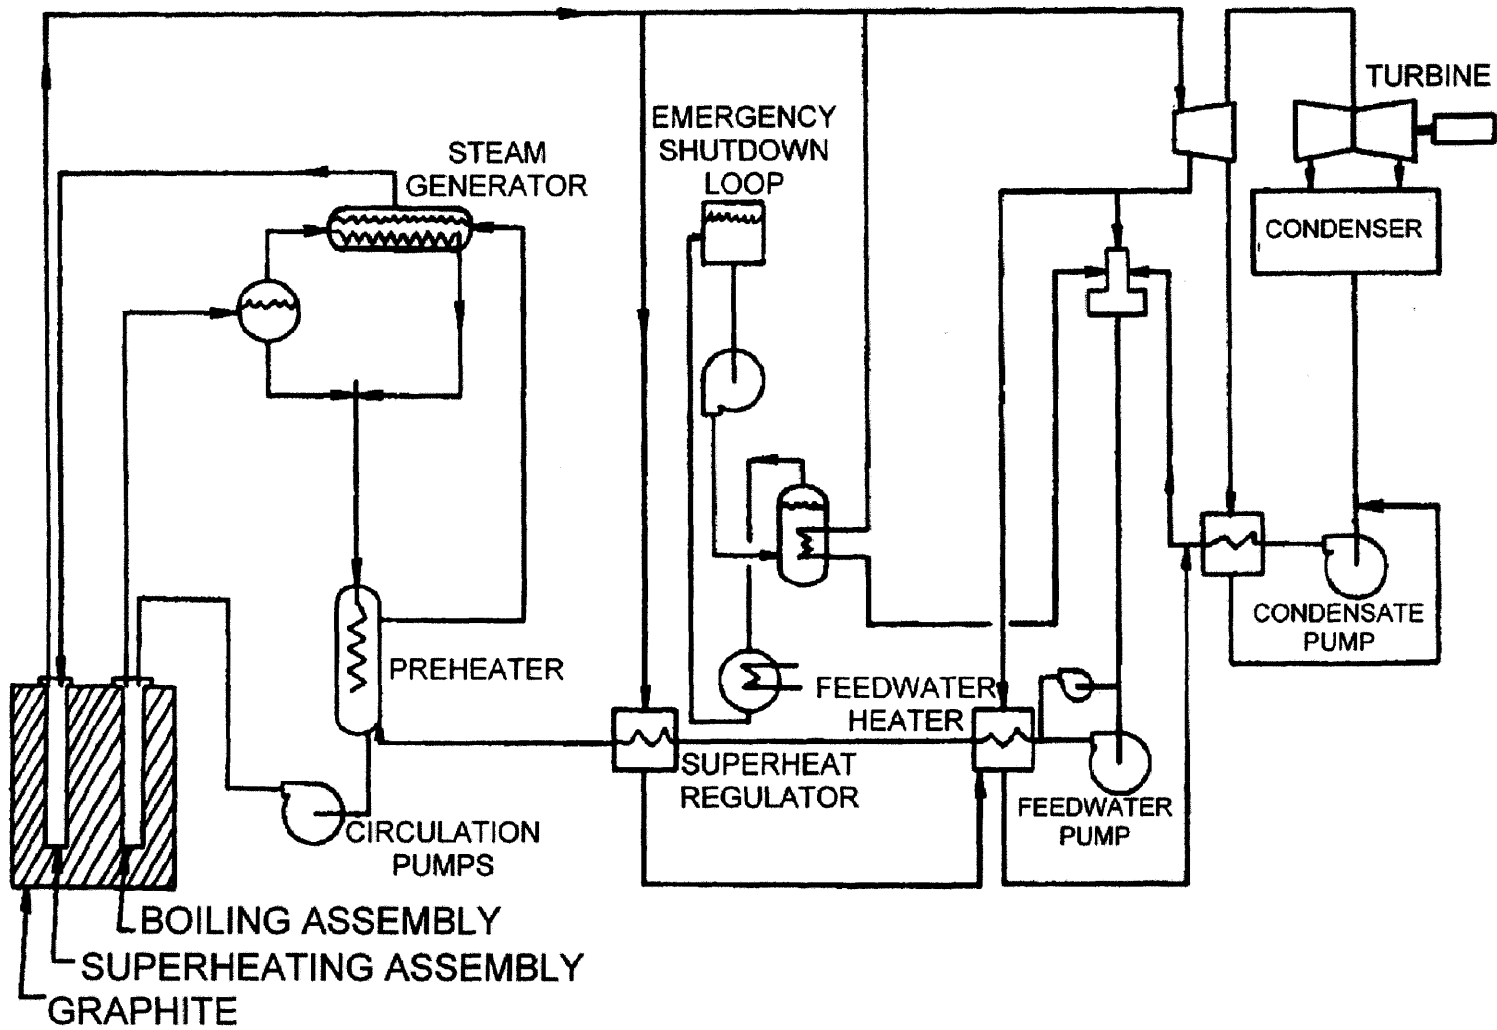 TURBINE
EMERGENCY
SHUTDOWN
LOOP
STEAM
GENERATOR
CONDENSER
CONDENSATE
PUMP
PREHEATER
FEEDWATER
HEATER
SUPERHEAT
REGULATOR
FEEDWATER
PUMP
CIRCULATION
PUMPS
BOILING ASSEMBLY
SUPERHEATING ASSEMBLY
GRAPHITE